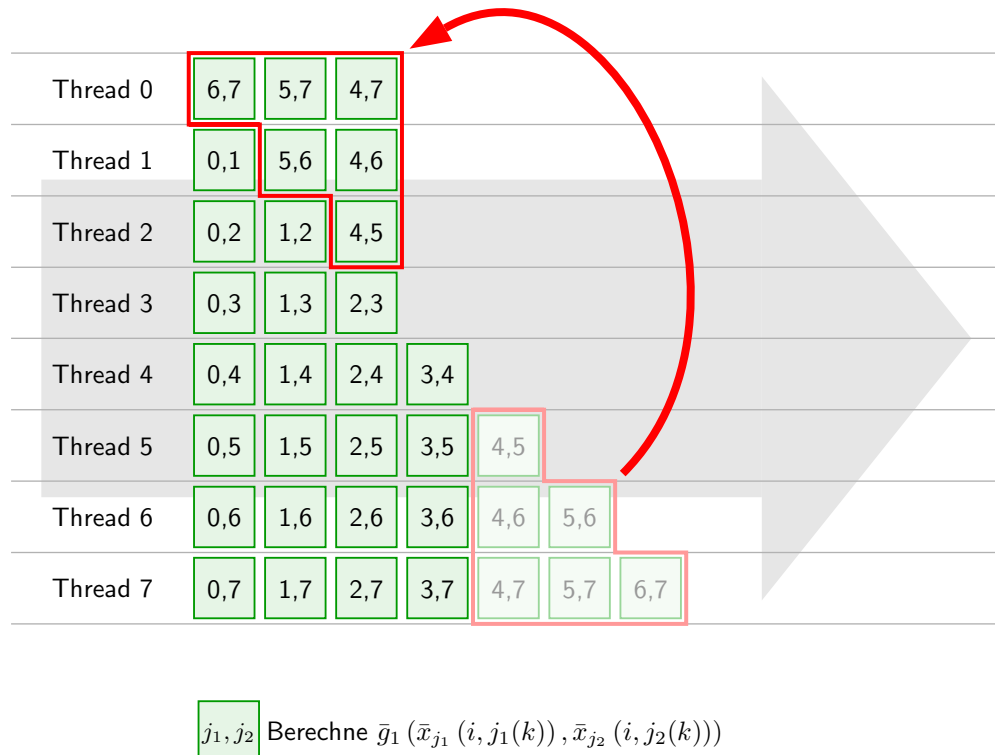 Thread 0 6,7 5,7 4,7
Thread 1 0,1 5,6 4,6
Thread 2 0,2 1,2 4,5
Thread 3 0,3 1,3 2,3
Thread 4 0,4 1,4 2,4 3,4
Thread 5 0,5 1,5 2,5 3,5 4,5
Thread 6 0,6 1,6 2,6 3,6 4,6 5,6
Thread 7 0,7 1,7 2,7 3,7 4,7 5,7 6,7
j₁, j₂ Berechne ḡ₁ (x̄_{j₁} (i, j₁(k)) , x̄_{j₂} (i, j₂(k)))